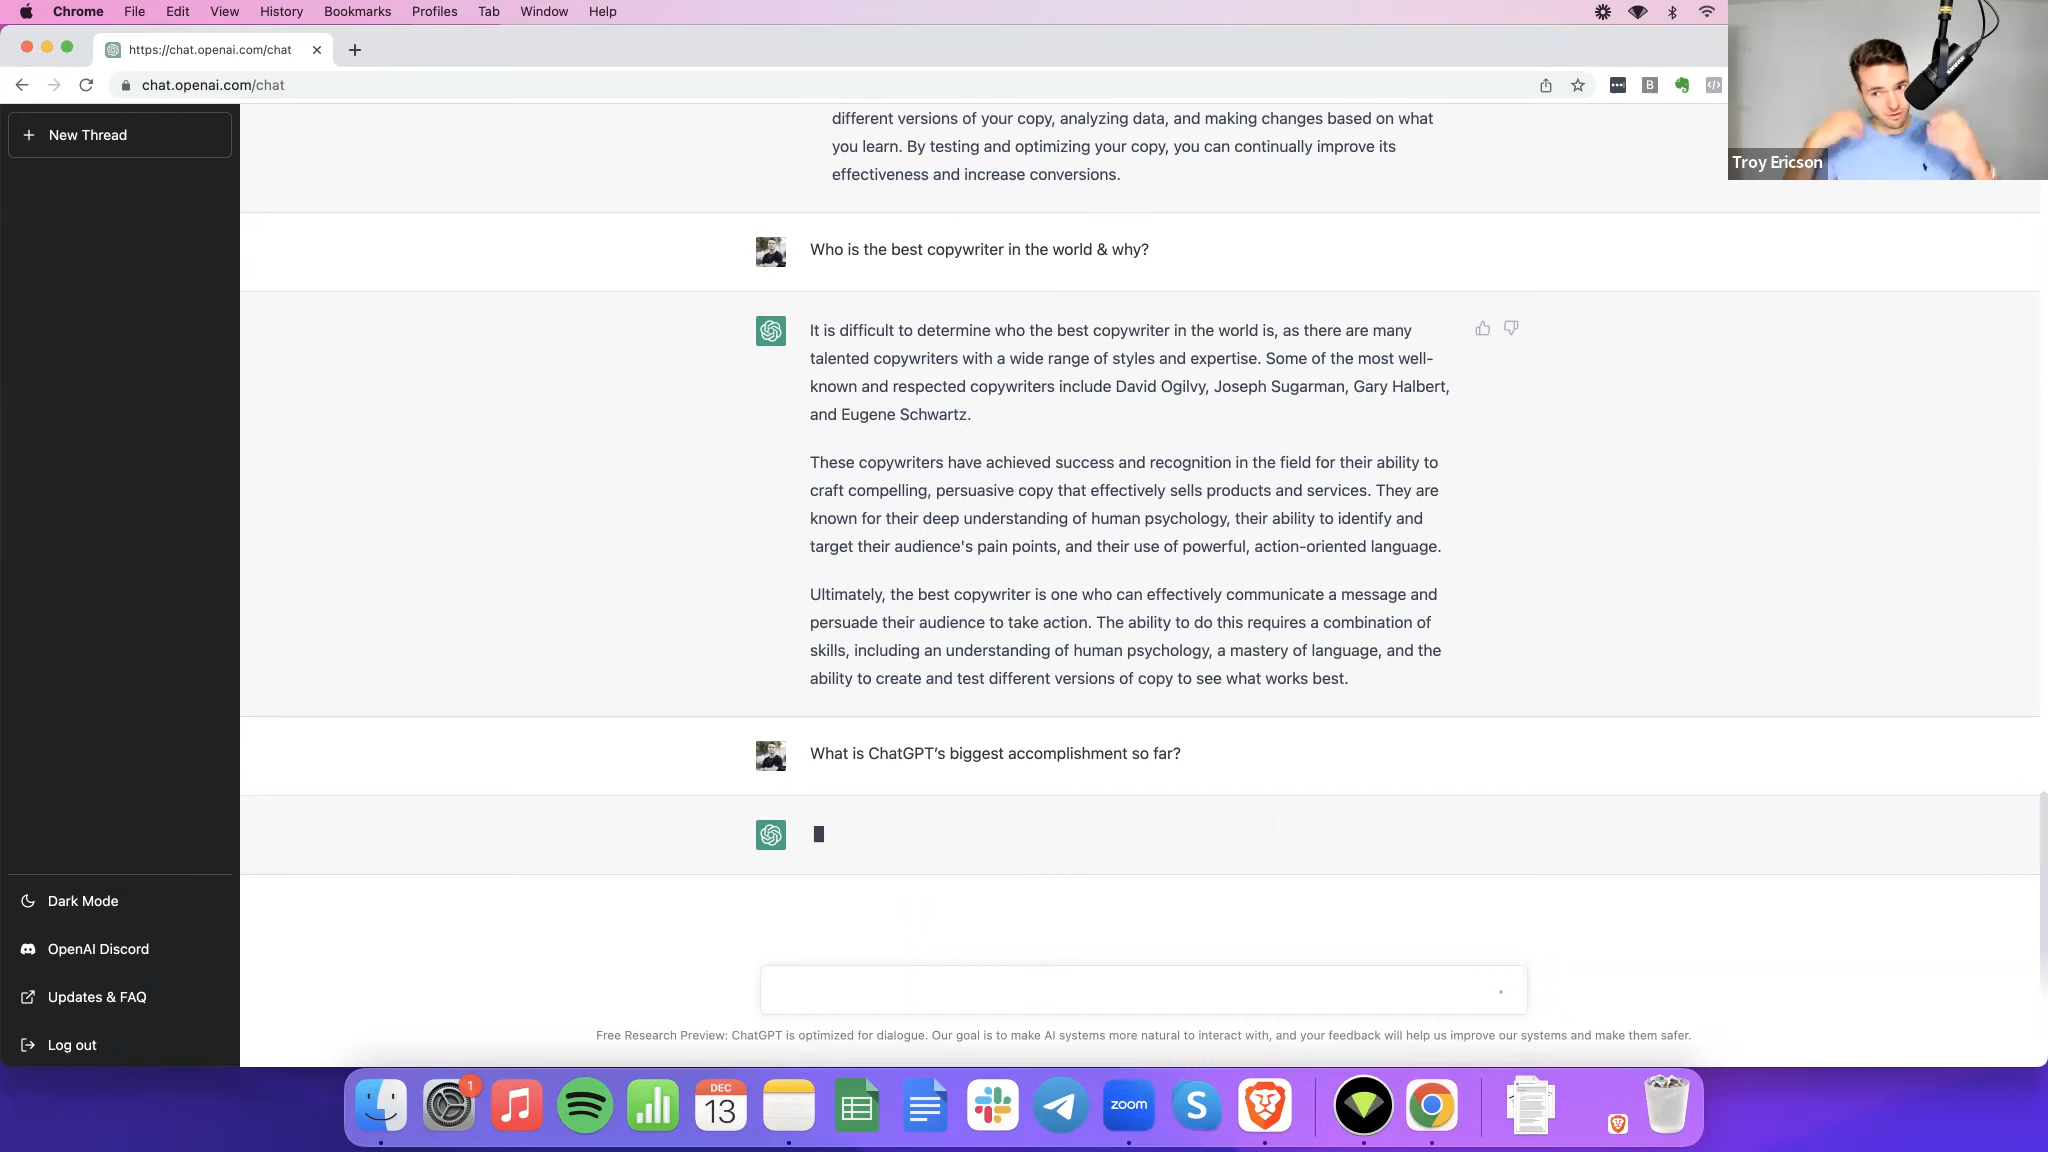 Chrome File Edit View History Bookmarks Profiles Tab Window Help
https://chat.openai.com/chat
chat.openai.com/chat
B
Troy Ericson
New Thread
different versions of your copy, analyzing data, and making changes based on what
you learn. By testing and optimizing your copy, you can continually improve its
effectiveness and increase conversions.
Who is the best copywriter in the world & why?
It is difficult to determine who the best copywriter in the world is, as there are many
talented copywriters with a wide range of styles and expertise. Some of the most well-
known and respected copywriters include David Ogilvy, Joseph Sugarman, Gary Halbert,
and Eugene Schwartz.
These copywriters have achieved success and recognition in the field for their ability to
craft compelling, persuasive copy that effectively sells products and services. They are
known for their deep understanding of human psychology, their ability to identify and
target their audience's pain points, and their use of powerful, action-oriented language.
Ultimately, the best copywriter is one who can effectively communicate a message and
persuade their audience to take action. The ability to do this requires a combination of
skills, including an understanding of human psychology, a mastery of language, and the
ability to create and test different versions of copy to see what works best.
What is ChatGPT’s biggest accomplishment so far?
Dark Mode
OpenAI Discord
Updates & FAQ
Log out
Free Research Preview: ChatGPT is optimized for dialogue. Our goal is to make AI systems more natural to interact with, and your feedback will help us improve our systems and make them safer.
1
DEC
13
zoom
S